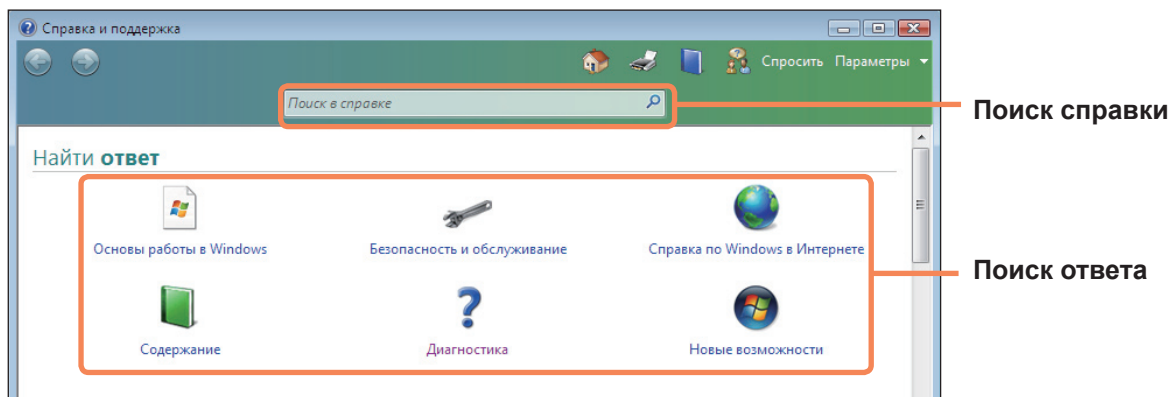 Справка и поддержка
Спросить Параметры
Поиск в справке
Поиск справки
Найти ответ
Основы работы в Windows
Безопасность и обслуживание
Справка по Windows в Интернете
Поиск ответа
Содержание
Диагностика
Новые возможности